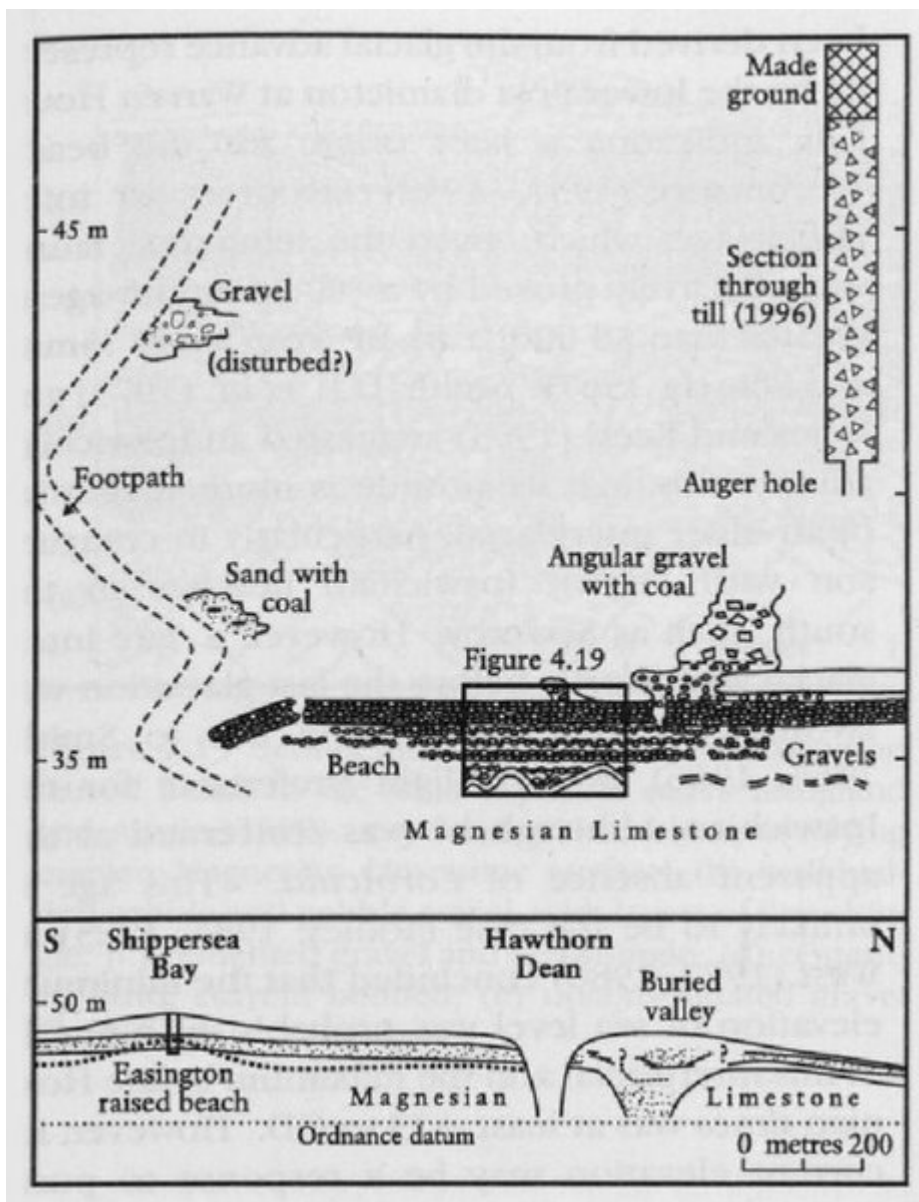 Made
ground
45 m
Gravel
(disturbed?)
Section
through
till (1996)
Footpath
Auger hole
Sand with
coal
Angular gravel
with coal
Figure 4.19
35 m
Beach
Gravels
Magnesian Limestone
S
Shippersea
Bay
Hawthorn
Dean
N
50 m
Buried
valley
?
?
Easington
raised beach
Magnesian
Limestone
Ordnance datum
0 metres 200